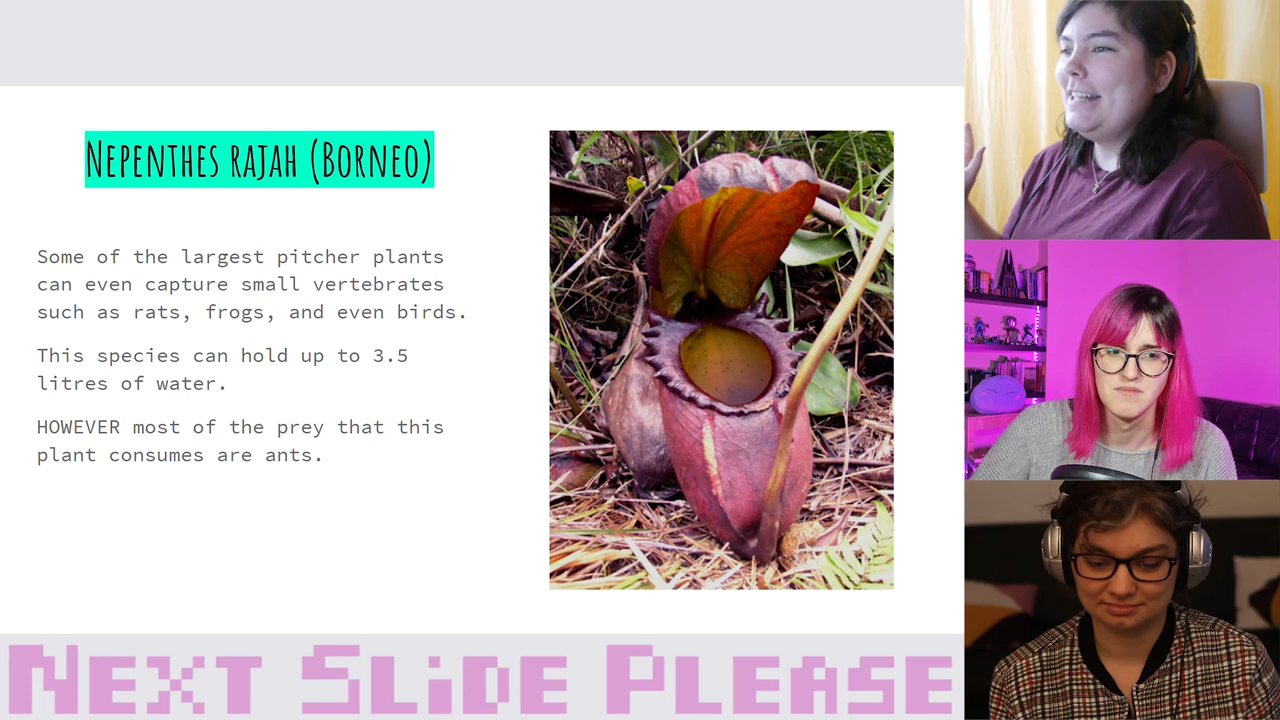 Nepenthes rajah (Borneo)
Some of the largest pitcher plants
can even capture small vertebrates
such as rats, frogs, and even birds.
This species can hold up to 3.5
litres of water.
HOWEVER most of the prey that this
plant consumes are ants.
Next Slide Please